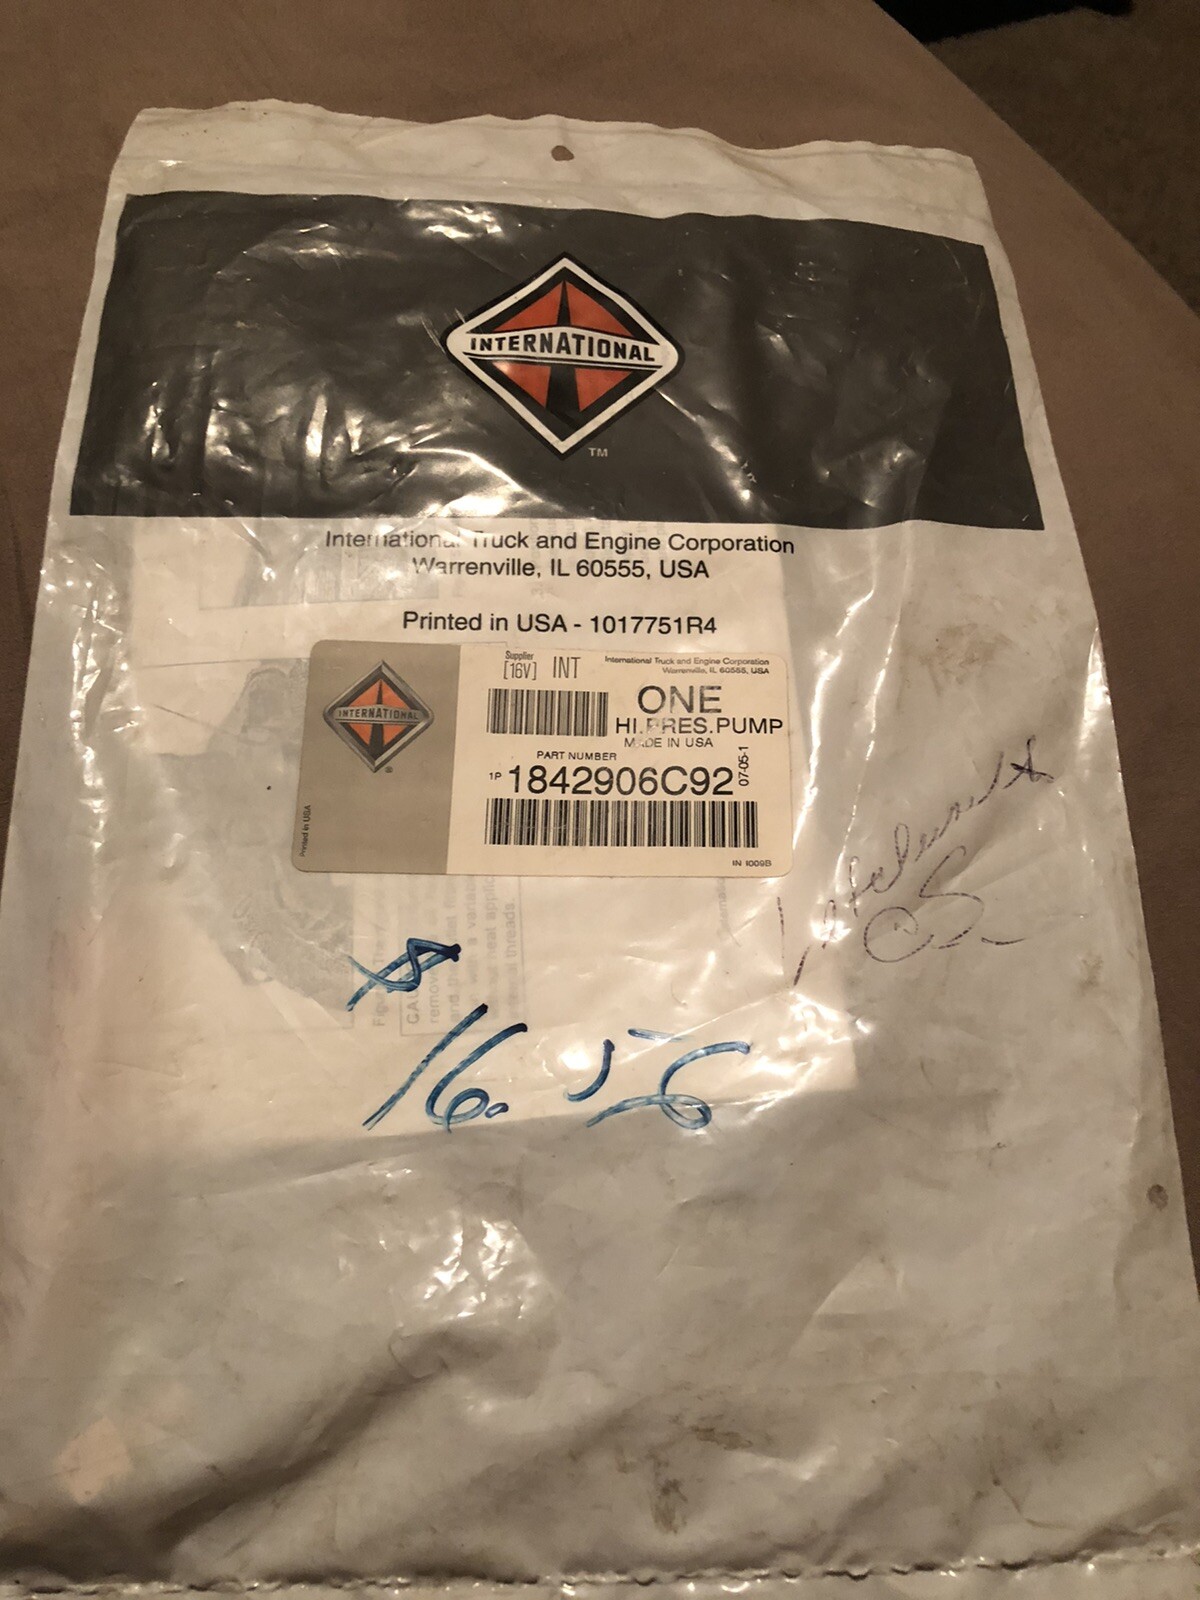 INTERNATIONAL
TM
International Truck and Engine Corporation
Warrenville, IL 60555, USA
Printed in USA - 1017751R4
INTERNATIONAL
®
Printed in USA
Supplier
[16V] INT
International Truck and Engine Corporation
Warrenville, IL 60555, USA
ONE
HI.PRES.PUMP
MADE IN USA
PART NUMBER
1P 1842906C92
07-05-1
IN 1009B
$
16.56